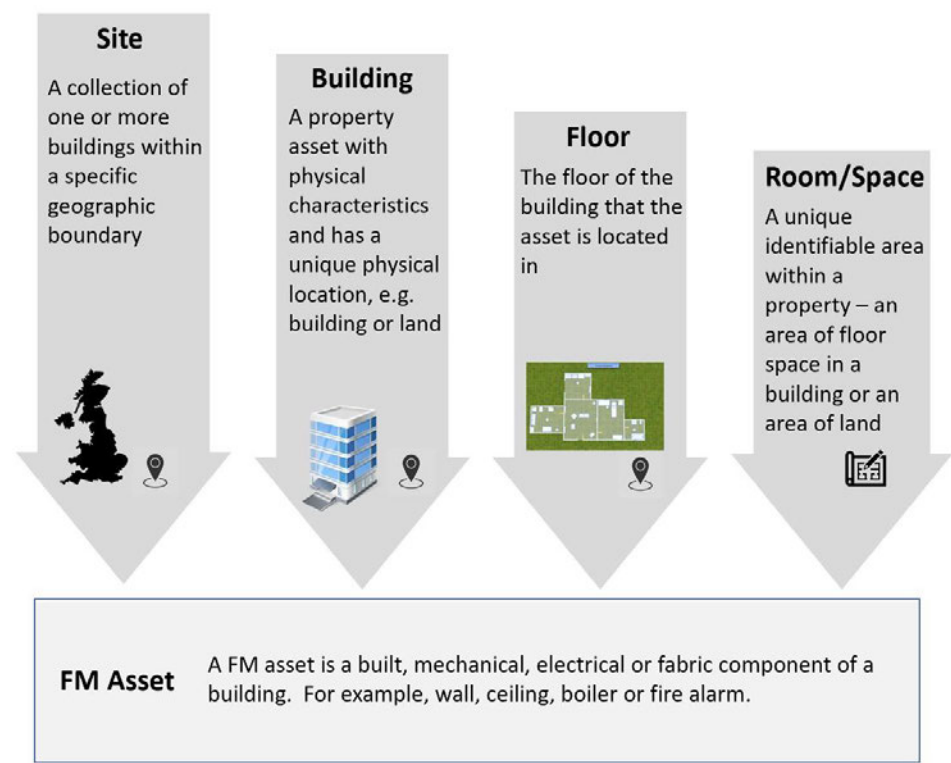 Site
A collection of
one or more
buildings within
a specific
geographic
boundary
Building
A property
asset with
physical
characteristics
and has a
unique physical
location, e.g.
building or land
Floor
The floor of the
building that the
asset is located
in
Room/Space
A unique
identifiable area
within a
property – an
area of floor
space in a
building or an
area of land
FM Asset
A FM asset is a built, mechanical, electrical or fabric component of a
building.  For example, wall, ceiling, boiler or fire alarm.